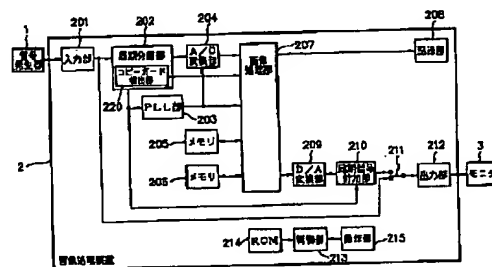 1
201
202
204
208
信号
発生器
入力部
同期分離部
コピーガード
検出部
220
A/D
変換部
画像
処理部
207
記録部
PLL部
203
205
メモリ
206
メモリ
209
D/A
変換部
210
同期信号
付加部
211
212
出力部
3
モニタ
2
214
ROM
制御部
213
操作部
215
画像処理装置